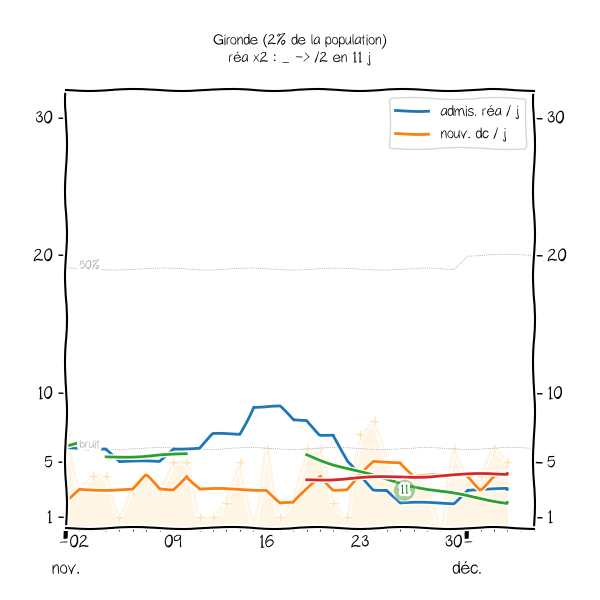 Gironde (2% de la population)
réa x2 : _ -> /2 en 11 j
admis. réa / j
nouv. dc / j
30
30
20
20
50%
10
10
bruit
5
5
11
1
1
02 09 16 23 30
nov. déc.